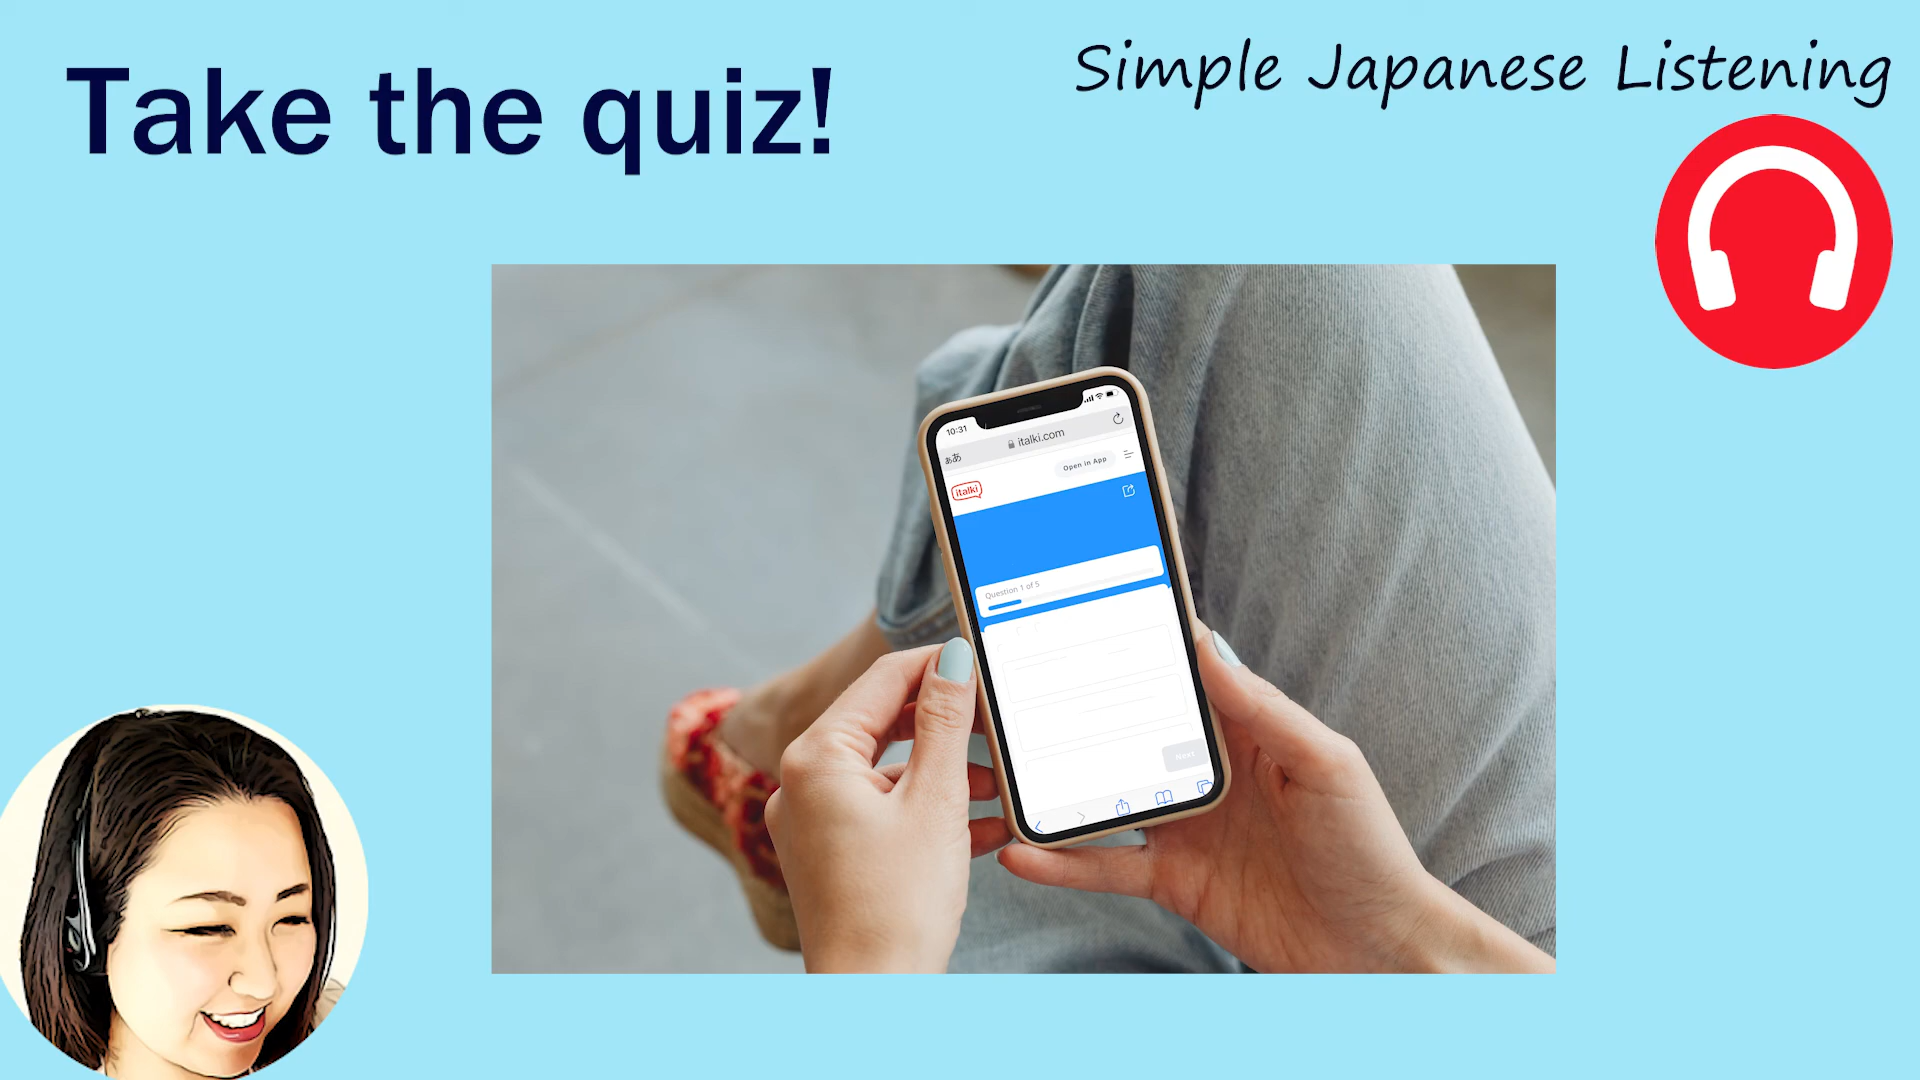 Take the quiz!
Simple Japanese Listening
10:31
ぁあ
italki.com
Open in App
italki
Question 1 of 5
Next